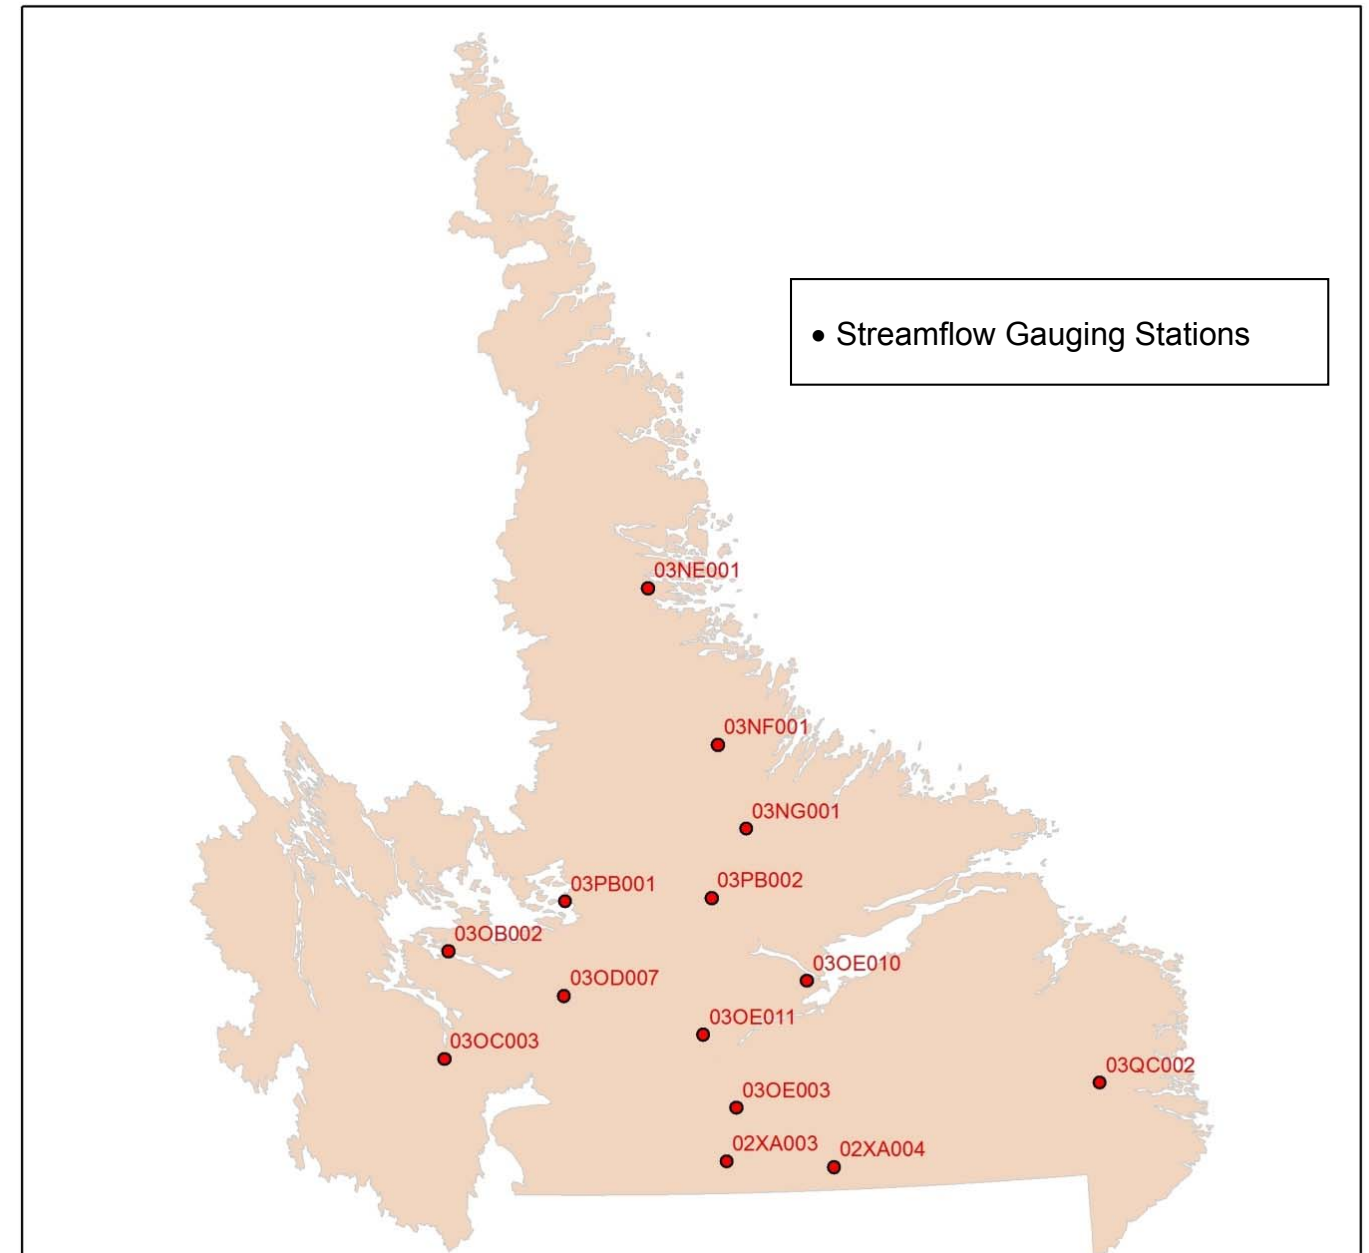 • Streamflow Gauging Stations
03NE001
03NF001
03NG001
03PB001
03PB002
03OB002
03OE010
03OD007
03OE011
03OC003
03QC002
03OE003
02XA003
02XA004